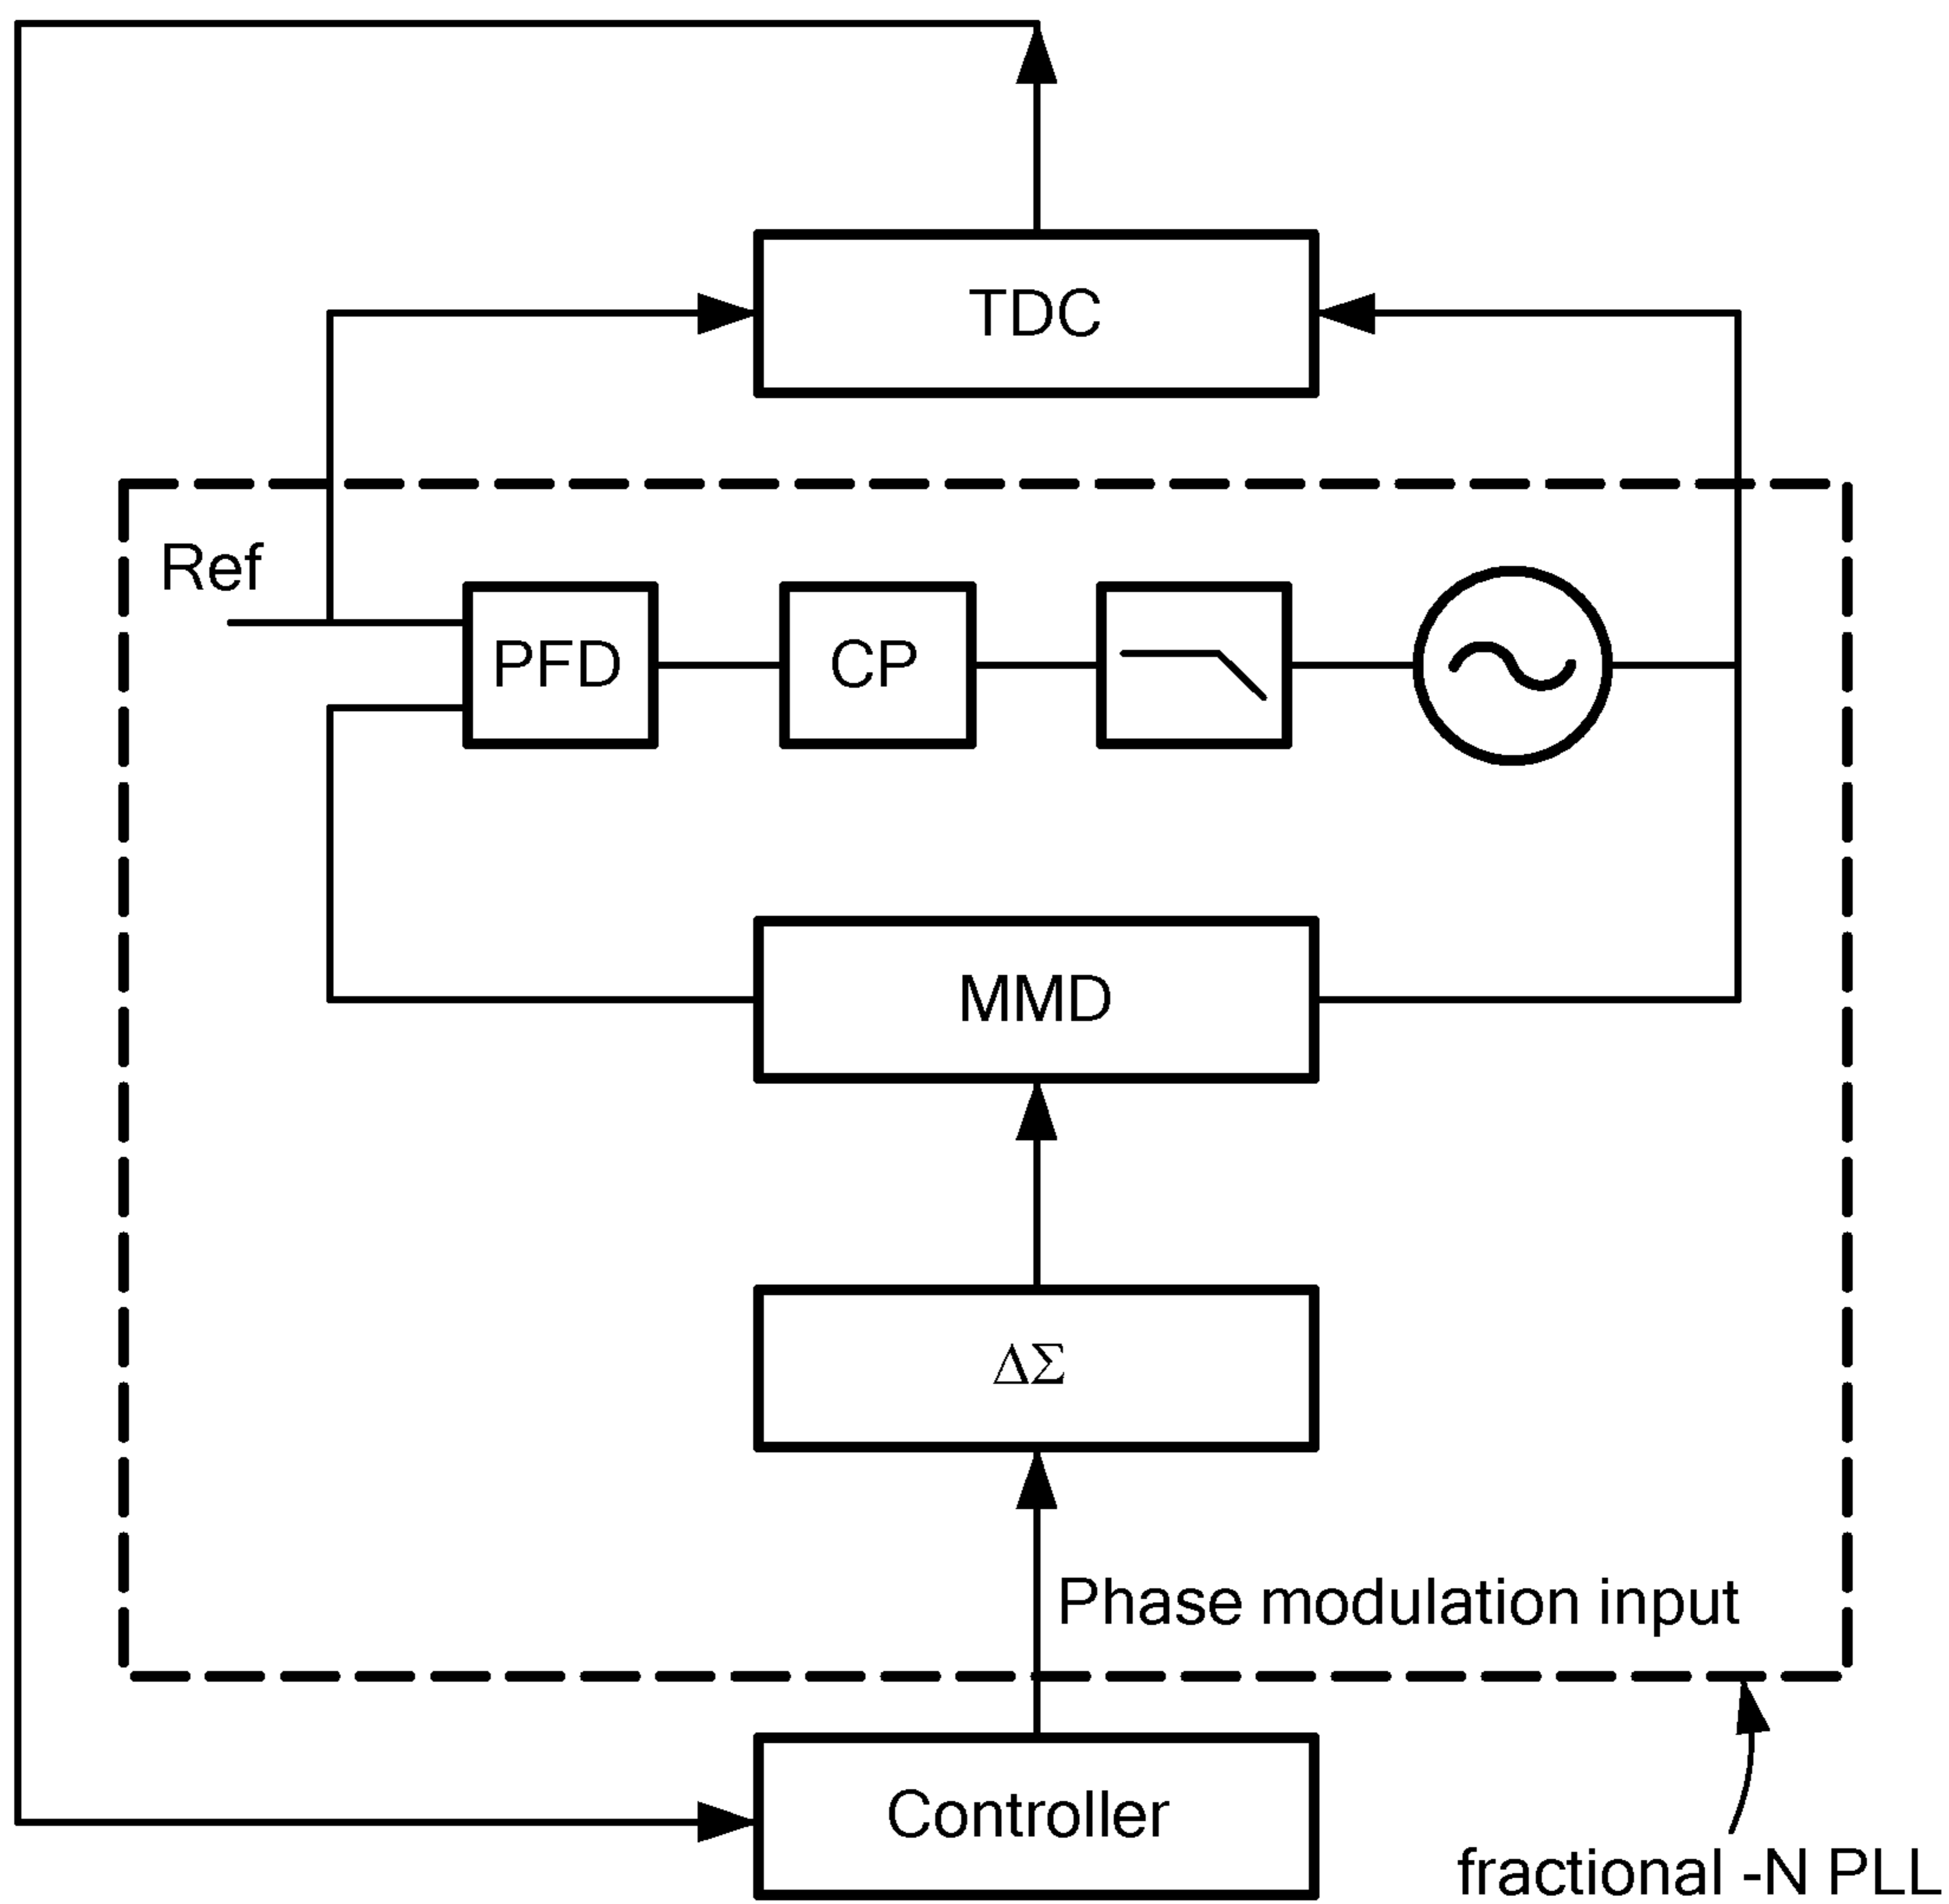 TDC
Ref
PFD
CP
MMD
ΔΣ
Phase modulation input
Controller
fractional -N PLL